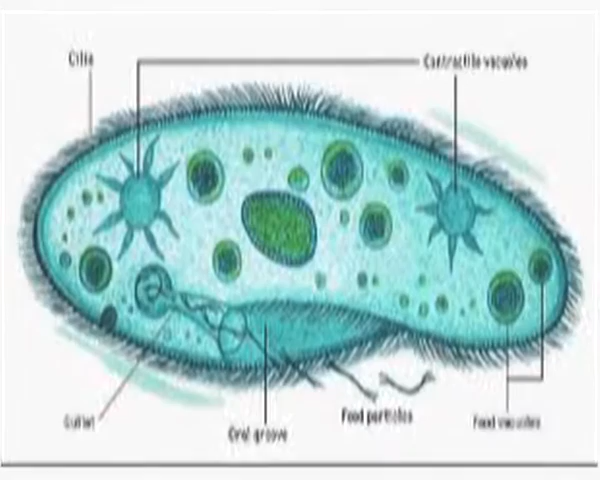 Cilia
Contractile vacuoles
Gullet
Oral groove
Food particles
Food vacuoles